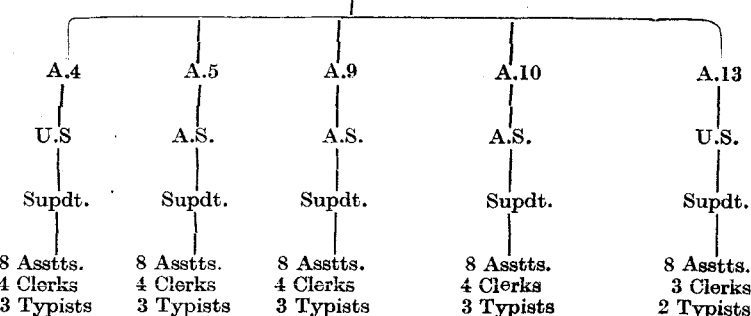 A.4 A.5 A.9 A.10 A.13
U.S A.S. A.S. A.S. U.S.
Supdt. Supdt. Supdt. Supdt. Supdt.
8 Asstts. 8 Asstts. 8 Asstts. 8 Asstts. 8 Asstts.
4 Clerks 4 Clerks 4 Clerks 4 Clerks 3 Clerks
3 Typists 3 Typists 3 Typists 3 Typists 2 Typists